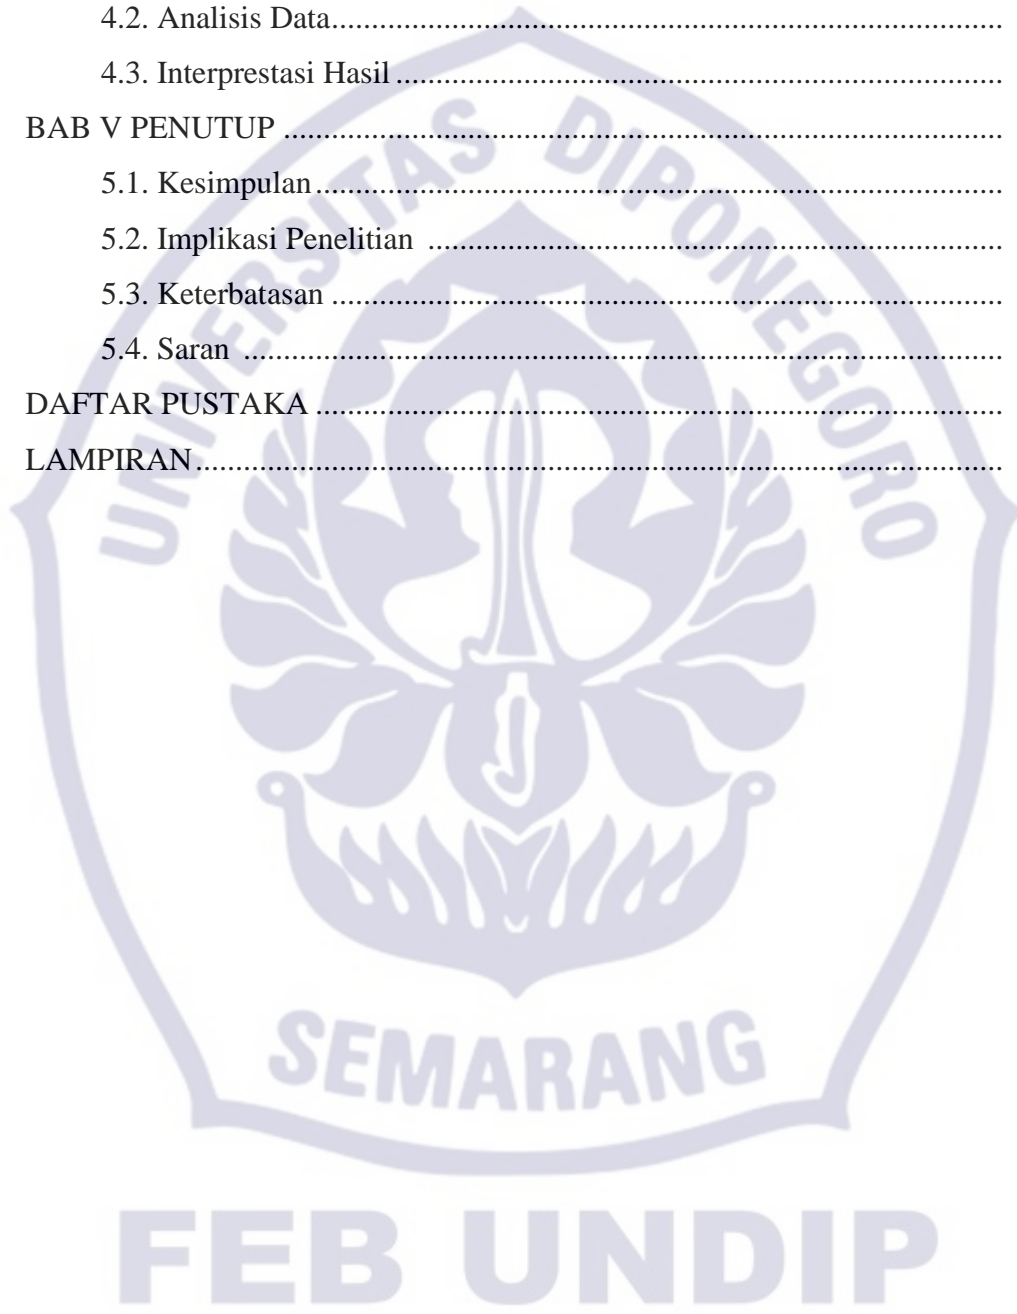 4.2. Analisis Data....................................................................................
4.3. Interprestasi Hasil............................................................................
BAB V PENUTUP..........................................................................................
5.1. Kesimpulan......................................................................................
5.2. Implikasi Penelitian ........................................................................
5.3. Keterbatasan ....................................................................................
5.4. Saran ...............................................................................................
DAFTAR PUSTAKA ......................................................................................
LAMPIRAN.....................................................................................................
UNIVERSITAS DIPONEGORO
SEMARANG
FEB UNDIP